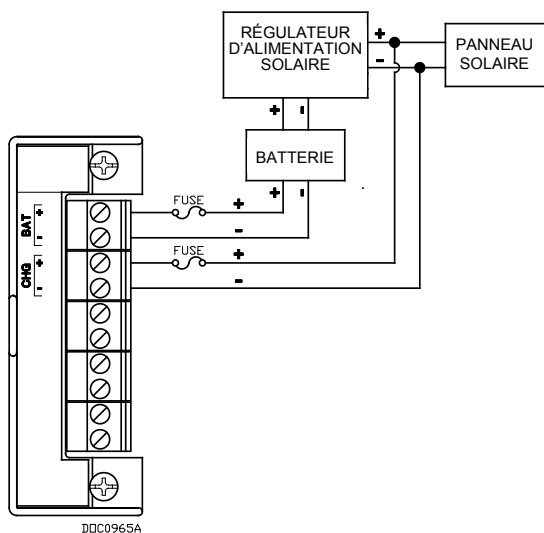 RÉGULATEUR
D'ALIMENTATION
SOLAIRE
+
-
PANNEAU
SOLAIRE
+ -
BATTERIE
+ -
FUSE
+
-
FUSE
+
-
BAT
+
-
CHG
+
-
DOC0965A